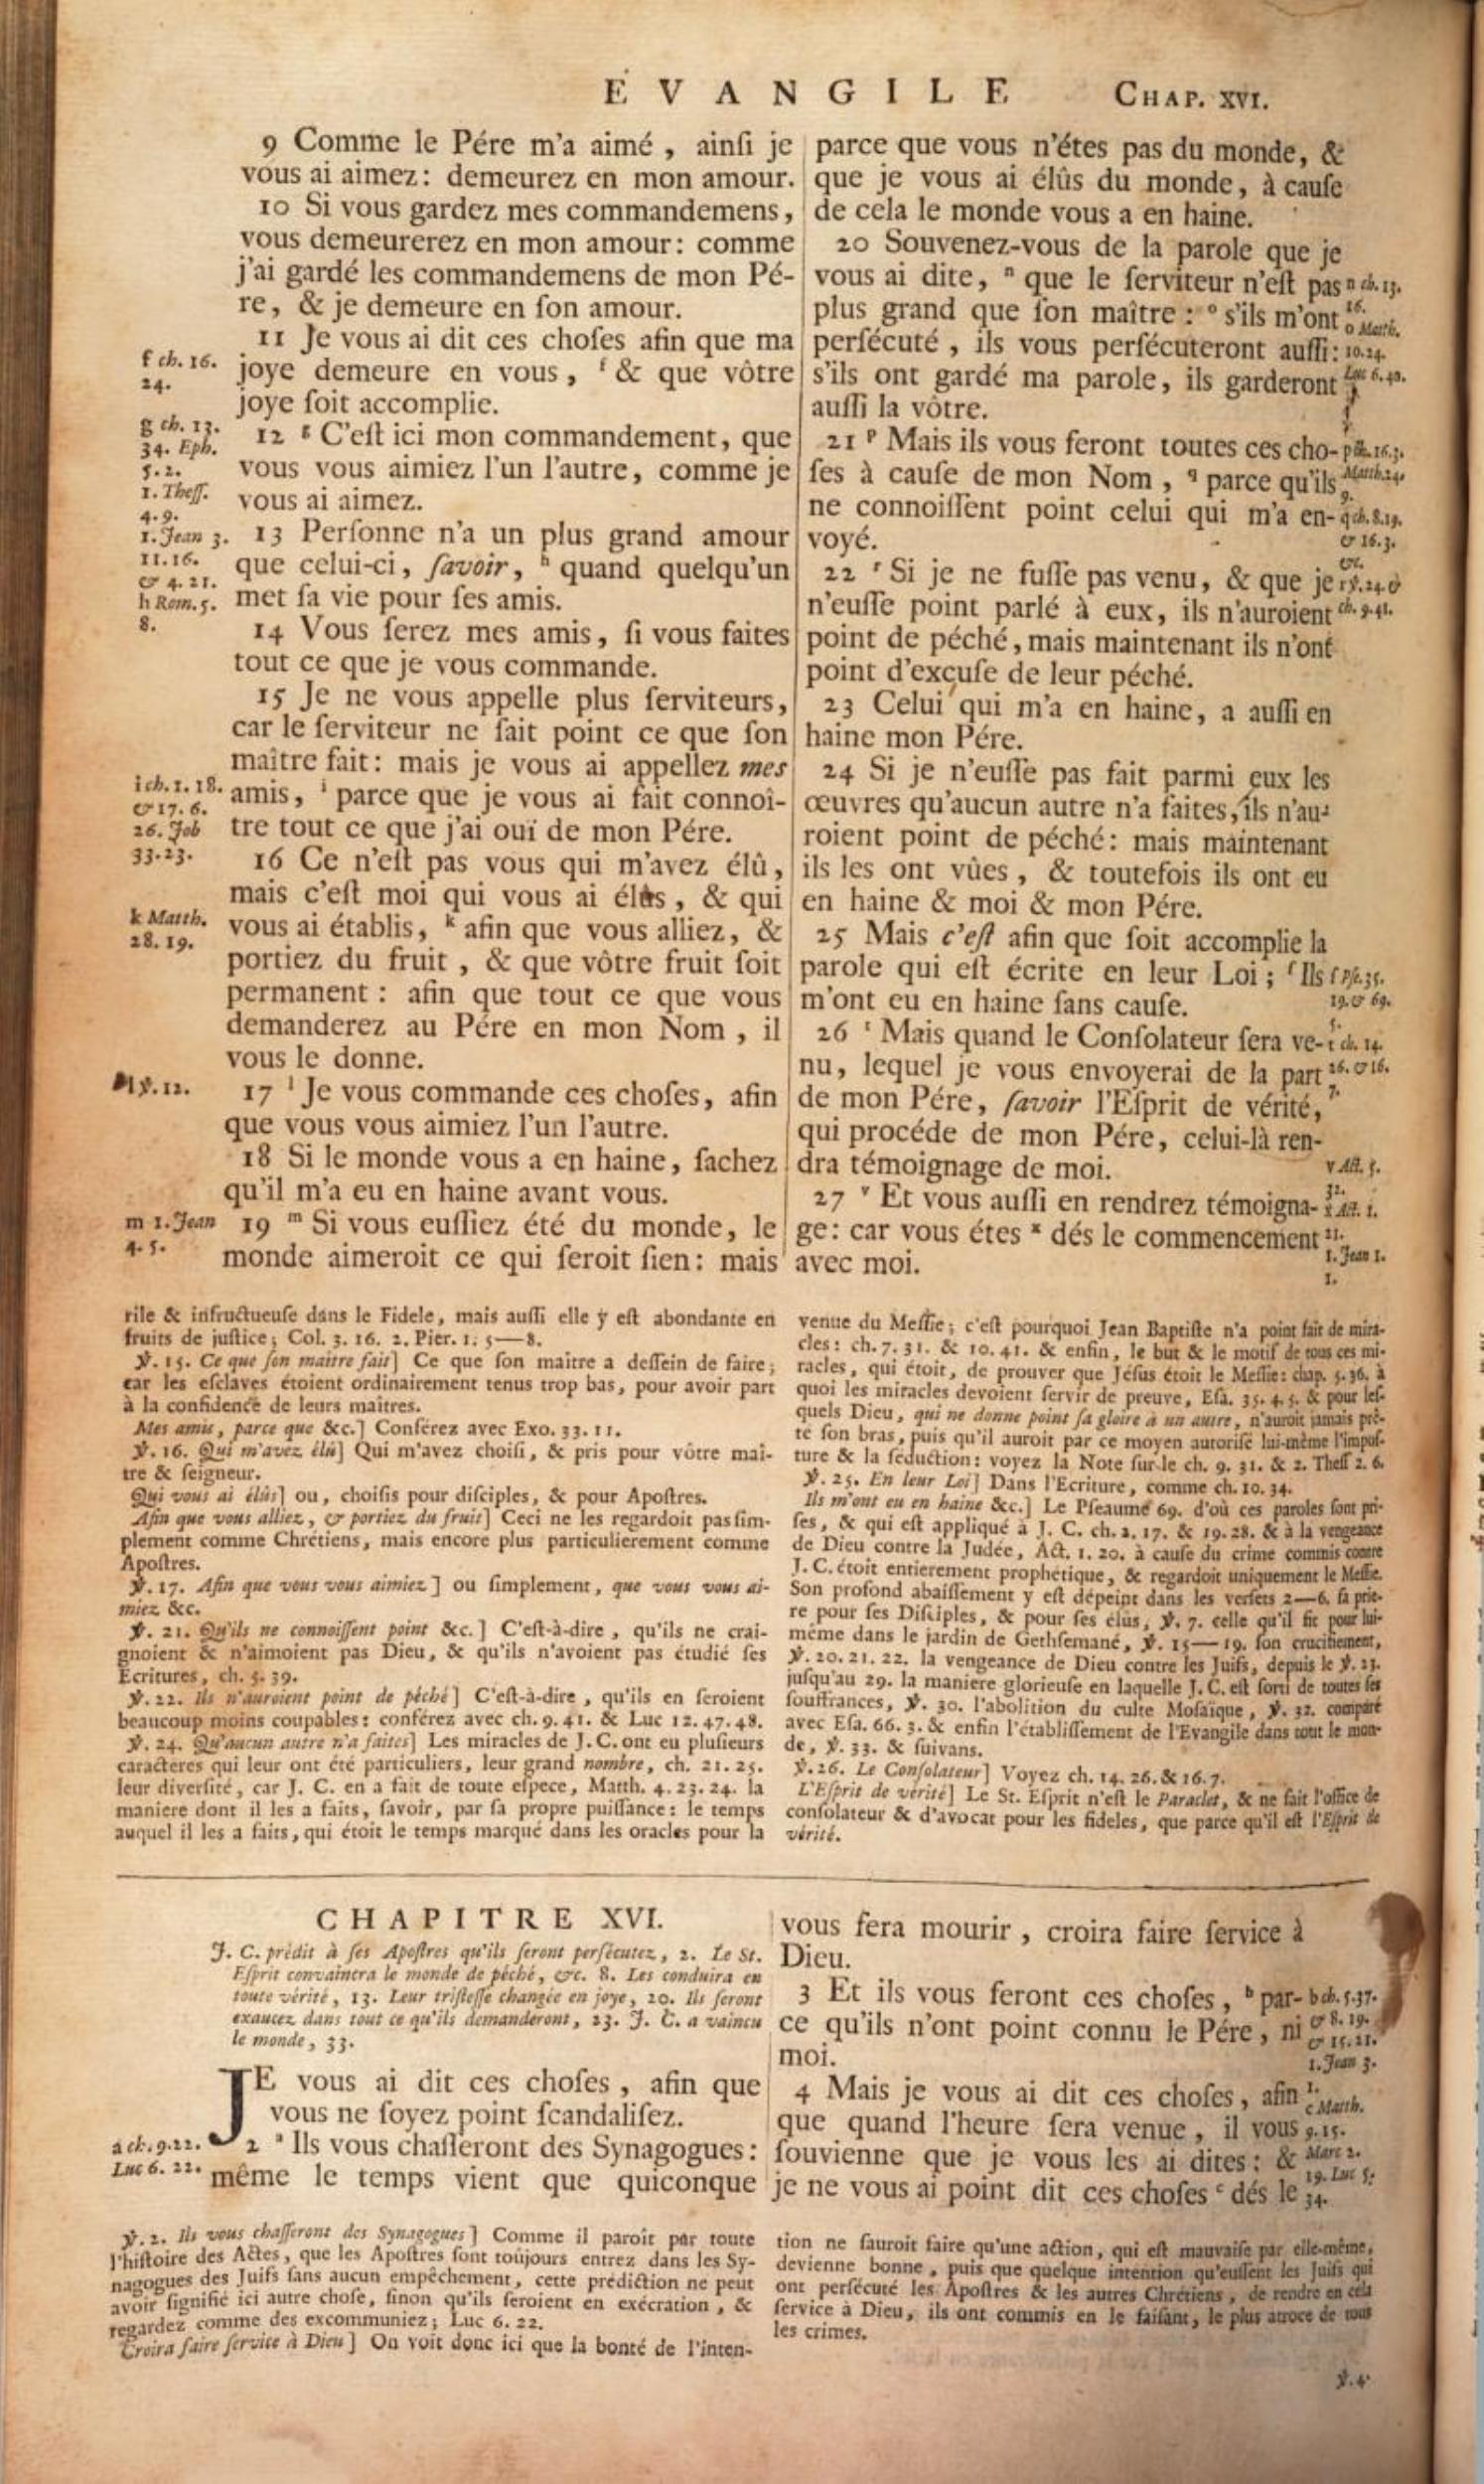 ÉVANGILE
CHAP. XVI.
9 Comme le Pére m'a aimé, ainſi je
vous ai aimez: demeurez en mon amour.
10 Si vous gardez mes commandemens,
vous demeurerez en mon amour: comme
j'ai gardé les commandemens de mon Pé-
re, & je demeure en ſon amour.
11 Je vous ai dit ces choſes afin que ma
joye demeure en vous, ᶠ & que vôtre
joye ſoit accomplie.
12 ᵍ C'eſt ici mon commandement, que
vous vous aimiez l'un l'autre, comme je
vous ai aimez.
13 Perſonne n'a un plus grand amour
que celui-ci, ſavoir, ʰ quand quelqu'un
met ſa vie pour ſes amis.
14 Vous ſerez mes amis, ſi vous faites
tout ce que je vous commande.
15 Je ne vous appelle plus ſerviteurs,
car le ſerviteur ne ſait point ce que ſon
maître fait: mais je vous ai appellez mes
amis, ⁱ parce que je vous ai fait connoî-
tre tout ce que j'ai ouï de mon Pére.
16 Ce n'eſt pas vous qui m'avez élû,
mais c'eſt moi qui vous ai élûs, & qui
vous ai établis, ᵏ afin que vous alliez, &
portiez du fruit, & que vôtre fruit ſoit
permanent: afin que tout ce que vous
demanderez au Pére en mon Nom, il
vous le donne.
17 ˡ Je vous commande ces choſes, afin
que vous vous aimiez l'un l'autre.
18 Si le monde vous a en haine, ſachez
qu'il m'a eu en haine avant vous.
19 ᵐ Si vous euſſiez été du monde, le
monde aimeroit ce qui ſeroit ſien: mais
f ch. 16.
24.
g ch. 13.
34. Eph.
5.2.
1. Theſſ.
4.9.
1. Jean 3.
11.16.
& 4. 21.
h Rom. 5.
8.
i ch. 1. 18.
& 17. 6.
26. Job
33.23.
k Matth.
28. 19.
l ꝟ. 12.
m 1. Jean
4. 5.
parce que vous n'étes pas du monde, &
que je vous ai élûs du monde, à cauſe
de cela le monde vous a en haine.
20 Souvenez-vous de la parole que je
vous ai dite, ⁿ que le ſerviteur n'eſt pas
plus grand que ſon maître: ᵒ s'ils m'ont
perſécuté, ils vous perſécuteront auſſi:
s'ils ont gardé ma parole, ils garderont
auſſi la vôtre.
21 ᵖ Mais ils vous feront toutes ces cho-
ſes à cauſe de mon Nom, ᑫ parce qu'ils
ne connoiſſent point celui qui m'a en-
voyé.
22 ʳ Si je ne fuſſe pas venu, & que je
n'euſſe point parlé à eux, ils n'auroient
point de péché, mais maintenant ils n'ont
point d'excuſe de leur péché.
23 Celui qui m'a en haine, a auſſi en
haine mon Pére.
24 Si je n'euſſe pas fait parmi eux les
œuvres qu'aucun autre n'a faites, ils n'au-
roient point de péché: mais maintenant
ils les ont vûes, & toutefois ils ont eu
en haine & moi & mon Pére.
25 Mais c'eſt afin que ſoit accomplie la
parole qui eſt écrite en leur Loi; ᶠ Ils
m'ont eu en haine ſans cauſe.
26 ᵗ Mais quand le Conſolateur ſera ve-
nu, lequel je vous envoyerai de la part
de mon Pére, ſavoir l'Eſprit de vérité,
qui procéde de mon Pére, celui-là ren-
dra témoignage de moi.
27 ᵛ Et vous auſſi en rendrez témoigna-
ge: car vous étes ˣ dés le commencement
avec moi.
n ch. 13.
16.
o Matth.
10.24.
p ch. 16.3.
Matth. 24.
9.
q ch. 8.19.
& 16.3.
r ꝟ. 24. &
ch. 9.41.
ſ Pſe. 35.
19. & 69.
5.
t ch. 14.
26. & 16.
7.
v Act. 5.
32.
x Act. 1.
21.
1. Jean 1.
1.
rile & infructueuſe dans le Fidele, mais auſſi elle y eſt abondante en
fruits de juſtice; Col. 3. 16. 2. Pier. 1. 5—8.
ꝟ. 15. Ce que ſon maître fait] Ce que ſon maître a deſſein de faire;
car les eſclaves étoient ordinairement tenus trop bas, pour avoir part
à la confidence de leurs maîtres.
Mes amis, parce que &c.] Conférez avec Exo. 33. 11.
ꝟ. 16. Qui m'avez élû] Qui m'avez choiſi, & pris pour vôtre maî-
tre & ſeigneur.
Qui vous ai élûs] ou, choiſis pour diſciples, & pour Apoſtres.
Afin que vous alliez, & portiez du fruit] Ceci ne les regardoit pas ſim-
plement comme Chrétiens, mais encore plus particulierement comme
Apoſtres.
ꝟ. 17. Afin que vous vous aimiez] ou ſimplement, que vous vous ai-
miez &c.
ꝟ. 21. Qu'ils ne connoiſſent point &c.] C'eſt-à-dire, qu'ils ne crai-
gnoient & n'aimoient pas Dieu, & qu'ils n'avoient pas étudié ſes
Ecritures, ch. 5. 39.
ꝟ. 22. Ils n'auroient point de péché] C'eſt-à-dire, qu'ils en ſeroient
beaucoup moins coupables: conférez avec ch. 9. 41. & Luc 12. 47. 48.
ꝟ. 24. Qu'aucun autre n'a faites] Les miracles de J. C. ont eu pluſieurs
caracteres qui leur ont été particuliers, leur grand nombre, ch. 21. 25.
leur diverſité, car J. C. en a fait de toute eſpece, Matth. 4. 23. 24. la
maniere dont il les a faits, ſavoir, par ſa propre puiſſance: le temps
auquel il les a faits, qui étoit le temps marqué dans les oracles pour la
venue du Meſſie; c'eſt pourquoi Jean Baptiſte n'a point fait de mira-
cles: ch. 7. 31. & 10. 41. & enfin, le but & le motif de tous ces mi-
racles, qui étoit, de prouver que Jéſus étoit le Meſſie: chap. 5. 36. à
quoi les miracles devoient ſervir de preuve, Eſa. 35. 4. 5. & pour leſ-
quels Dieu, qui ne donne point ſa gloire à un autre, n'auroit jamais prê-
té ſon bras, puis qu'il auroit par ce moyen autoriſé lui-même l'impoſ-
ture & la ſéduction: voyez la Note ſur le ch. 9. 31. & 2. Theſſ 2. 6.
ꝟ. 25. En leur Loi] Dans l'Ecriture, comme ch. 10. 34.
Ils m'ont eu en haine &c.] Le Pſeaume 69. d'où ces paroles ſont pri-
ſes, & qui eſt appliqué à J. C. ch. 2. 17. & 19. 28. & à la vengeance
de Dieu contre la Judée, Act. 1. 20. à cauſe du crime commis contre
J. C. étoit entierement prophétique, & regardoit uniquement le Meſſie.
Son profond abaiſſement y eſt dépeint dans les verſets 2—6. ſa prie-
re pour ſes Diſciples, & pour ſes élûs, ꝟ. 7. celle qu'il fit pour lui-
même dans le jardin de Gethſemané, ꝟ. 15—19. ſon crucifiement,
ꝟ. 20. 21. 22. la vengeance de Dieu contre les Juifs, depuis le ꝟ. 23.
juſqu'au 29. la maniere glorieuſe en laquelle J. C. eſt ſorti de toutes ſes
ſouffrances, ꝟ. 30. l'abolition du culte Moſaïque, ꝟ. 32. comparé
avec Eſa. 66. 3. & enfin l'établiſſement de l'Evangile dans tout le mon-
de, ꝟ. 33. & ſuivans.
ꝟ. 26. Le Conſolateur] Voyez ch. 14. 26. & 16. 7.
L'Eſprit de vérité] Le St. Eſprit n'eſt le Paraclet, & ne fait l'office de
conſolateur & d'avocat pour les fideles, que parce qu'il eſt l'Eſprit de
vérité.
CHAPITRE XVI.
J. C. prédit à ſes Apoſtres qu'ils ſeront perſécutez, 2. Le St.
Eſprit convaincra le monde de péché, &c. 8. Les conduira en
toute vérité, 13. Leur triſteſſe changée en joye, 20. Ils ſeront
exaucez dans tout ce qu'ils demanderont, 23. J. C. a vaincu
le monde, 33.
JE vous ai dit ces choſes, afin que
vous ne ſoyez point ſcandaliſez.
2 ᵃ Ils vous chaſſeront des Synagogues:
même le temps vient que quiconque
a ch. 9.22.
Luc 6. 22.
vous fera mourir, croira faire ſervice à
Dieu.
3 Et ils vous feront ces choſes, ᵇ par-
ce qu'ils n'ont point connu le Pére, ni
moi.
4 Mais je vous ai dit ces choſes, afin
que quand l'heure ſera venue, il vous
ſouvienne que je vous les ai dites: &
je ne vous ai point dit ces choſes ᶜ dés le
b ch. 5.37.
& 8. 19.
& 15.21.
1. Jean 3.
1.
c Matth.
9.15.
Marc 2.
19. Luc 5.
34.
ꝟ. 2. Ils vous chaſſeront des Synagogues] Comme il paroît par toute
l'hiſtoire des Actes, que les Apoſtres ſont toûjours entrez dans les Sy-
nagogues des Juifs ſans aucun empêchement, cette prédiction ne peut
avoir ſignifié ici autre choſe, ſinon qu'ils ſeroient en exécration, &
regardez comme des excommuniez; Luc 6. 22.
Croira faire ſervice à Dieu] On voit donc ici que la bonté de l'inten-
tion ne ſauroit faire qu'une action, qui eſt mauvaiſe par elle-même,
devienne bonne, puis que quelque intention qu'euſſent les Juifs qui
ont perſécuté les Apoſtres & les autres Chrétiens, de rendre en cela
ſervice à Dieu, ils ont commis en le faiſant, le plus atroce de tous
les crimes.
ꝟ. 4.